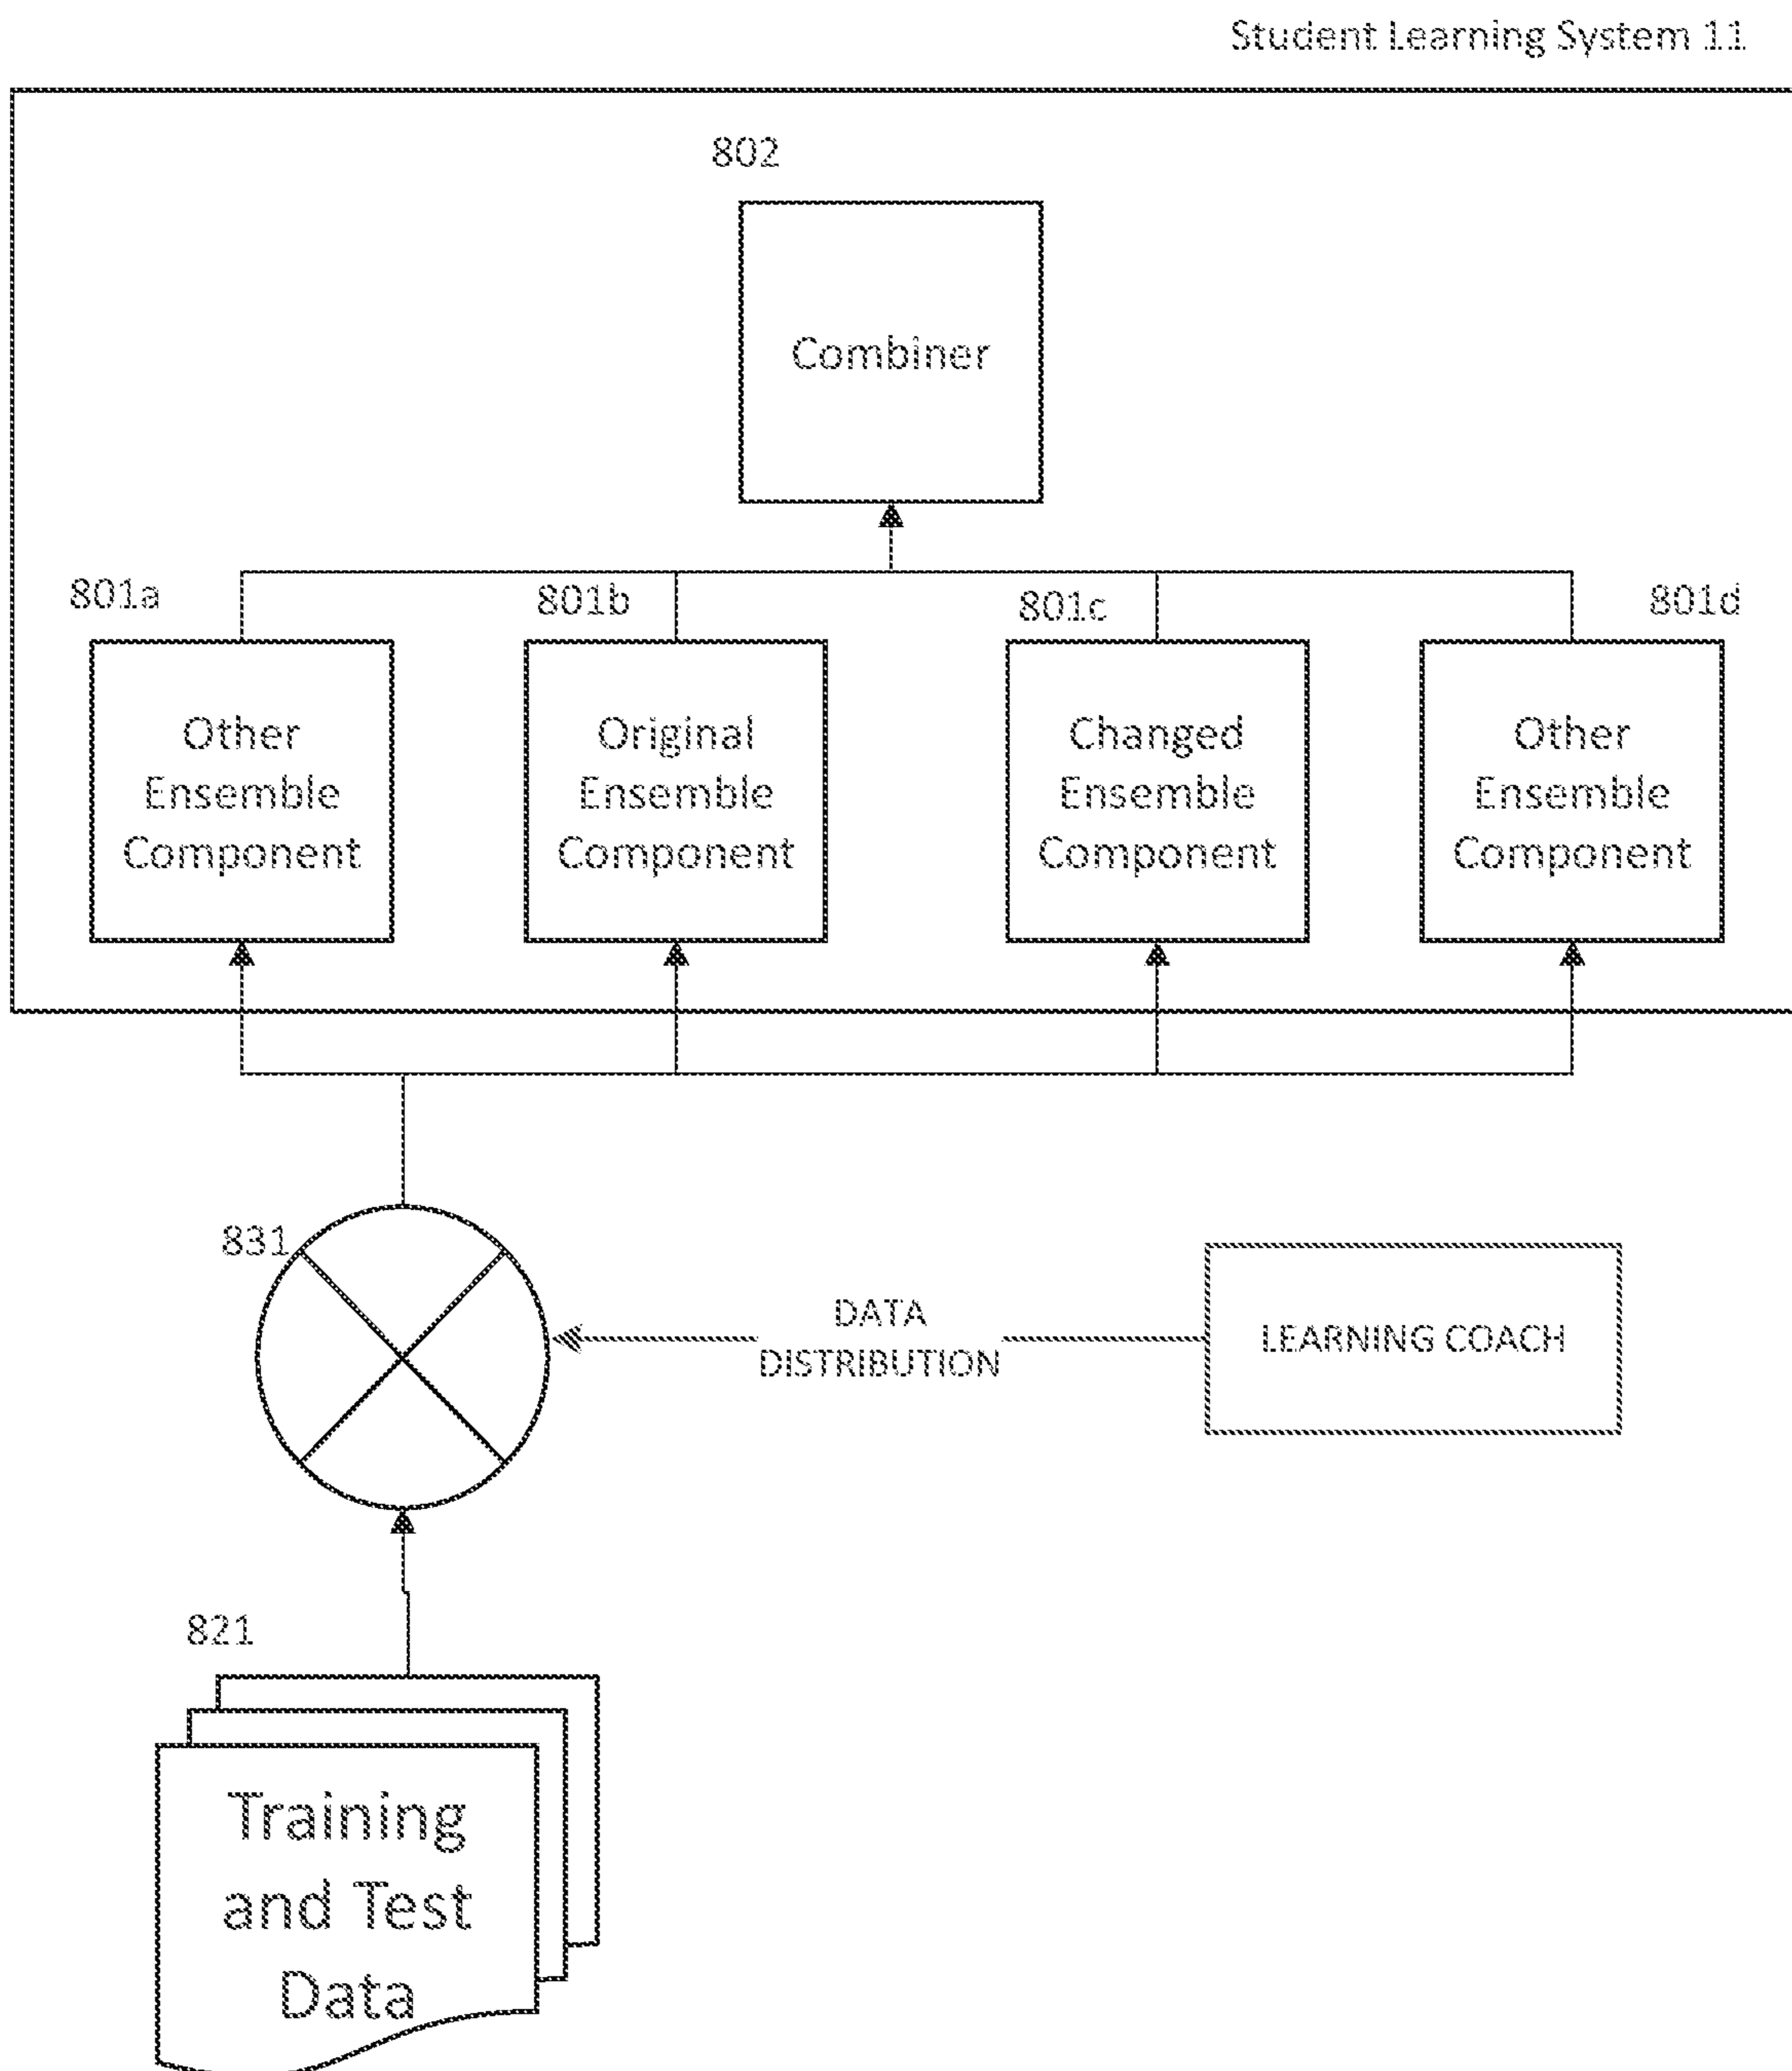 Student Learning System 11
802
Combiner
801a
801b
801c
801d
Other
Ensemble
Component
Original
Ensemble
Component
Changed
Ensemble
Component
Other
Ensemble
Component
831
DATA
DISTRIBUTION
LEARNING COACH
821
Training
and Test
Data